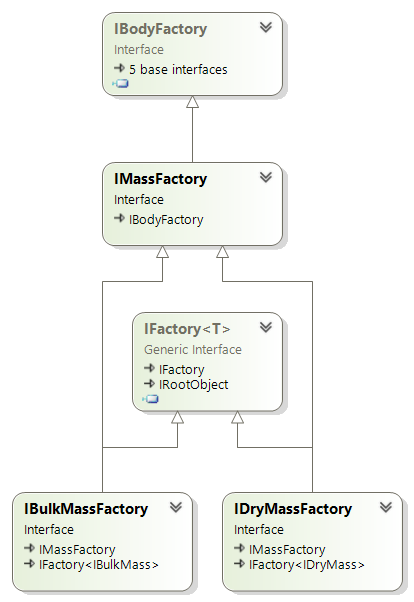 IBodyFactory
Interface
5 base interfaces
IMassFactory
Interface
IBodyFactory
IFactory<T>
Generic Interface
IFactory
IRootObject
IBulkMassFactory
Interface
IMassFactory
IFactory<IBulkMass>
IDryMassFactory
Interface
IMassFactory
IFactory<IDryMass>